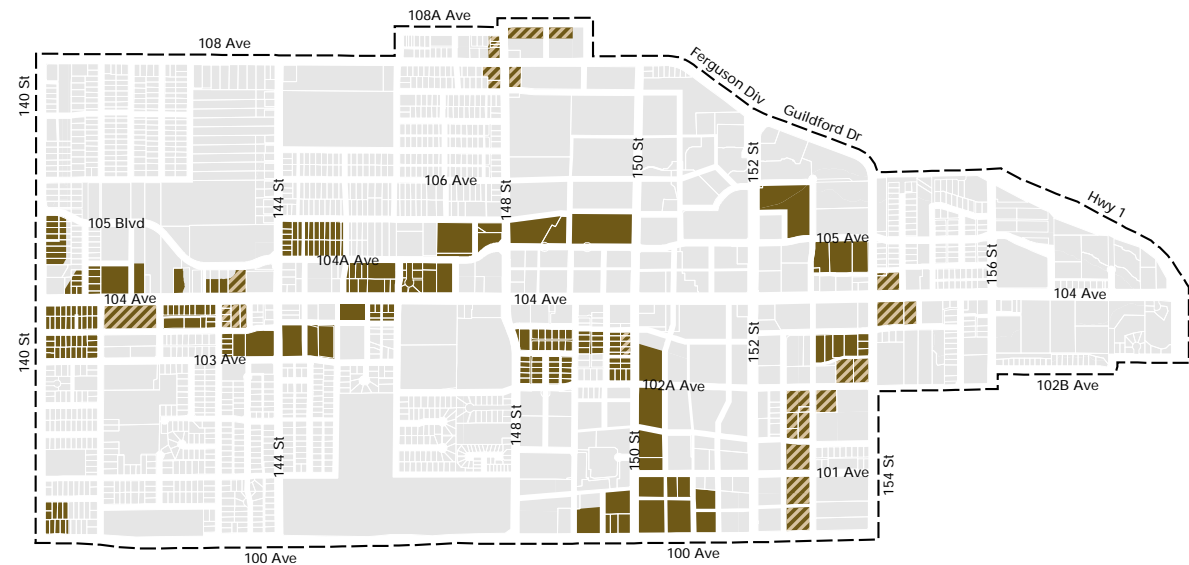 108A Ave
108 Ave
Ferguson Div
140 St
Guildford Dr
150 St
152 St
106 Ave
144 St
148 St
Hwy 1
105 Blvd
105 Ave
156 St
104A Ave
104 Ave
104 Ave
104 Ave
140 St
152 St
103 Ave
102A Ave
102B Ave
148 St
144 St
150 St
101 Ave
154 St
100 Ave
100 Ave